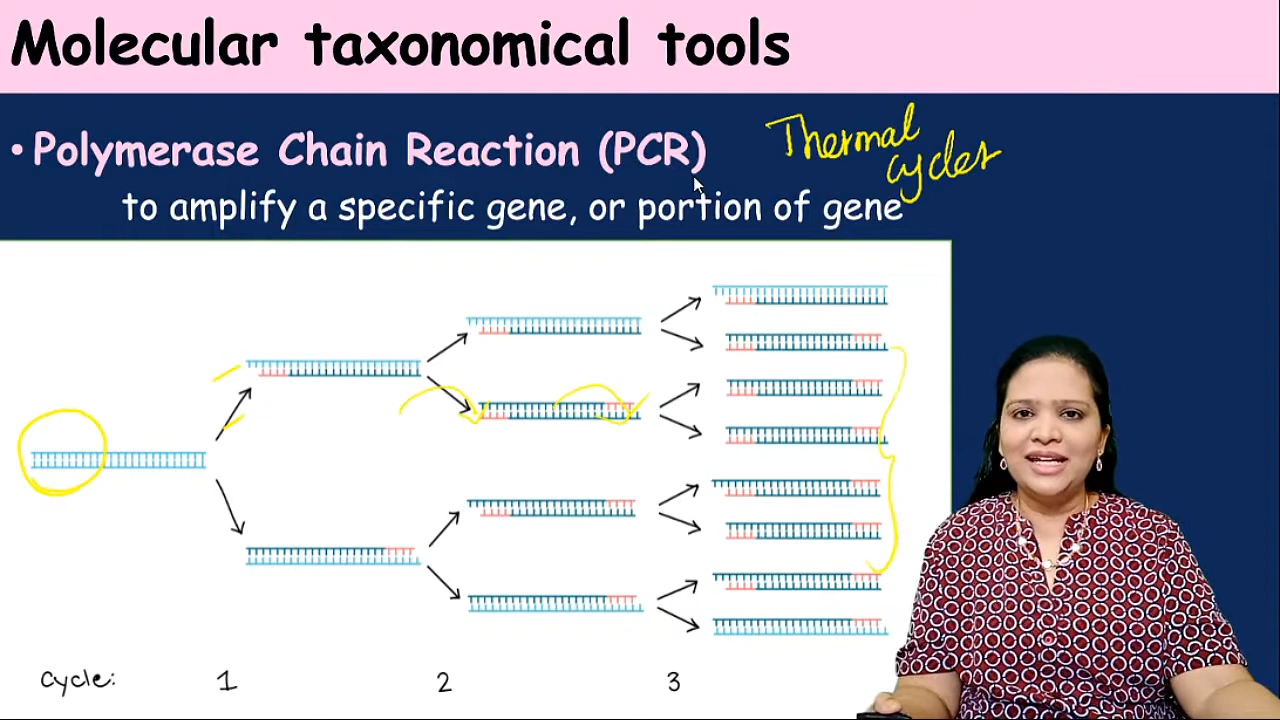 Molecular taxonomical tools
• Polymerase Chain Reaction (PCR)
Thermal
cycler
to amplify a specific gene, or portion of gene
cycle: 1 2 3